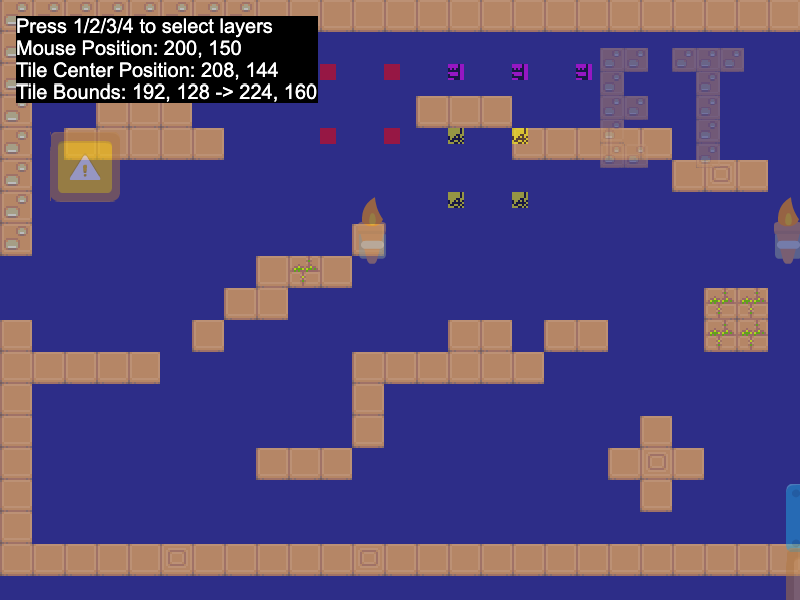 Press 1/2/3/4 to select layers
Mouse Position: 200, 150
Tile Center Position: 208, 144
Tile Bounds: 192, 128 -> 224, 160
ET